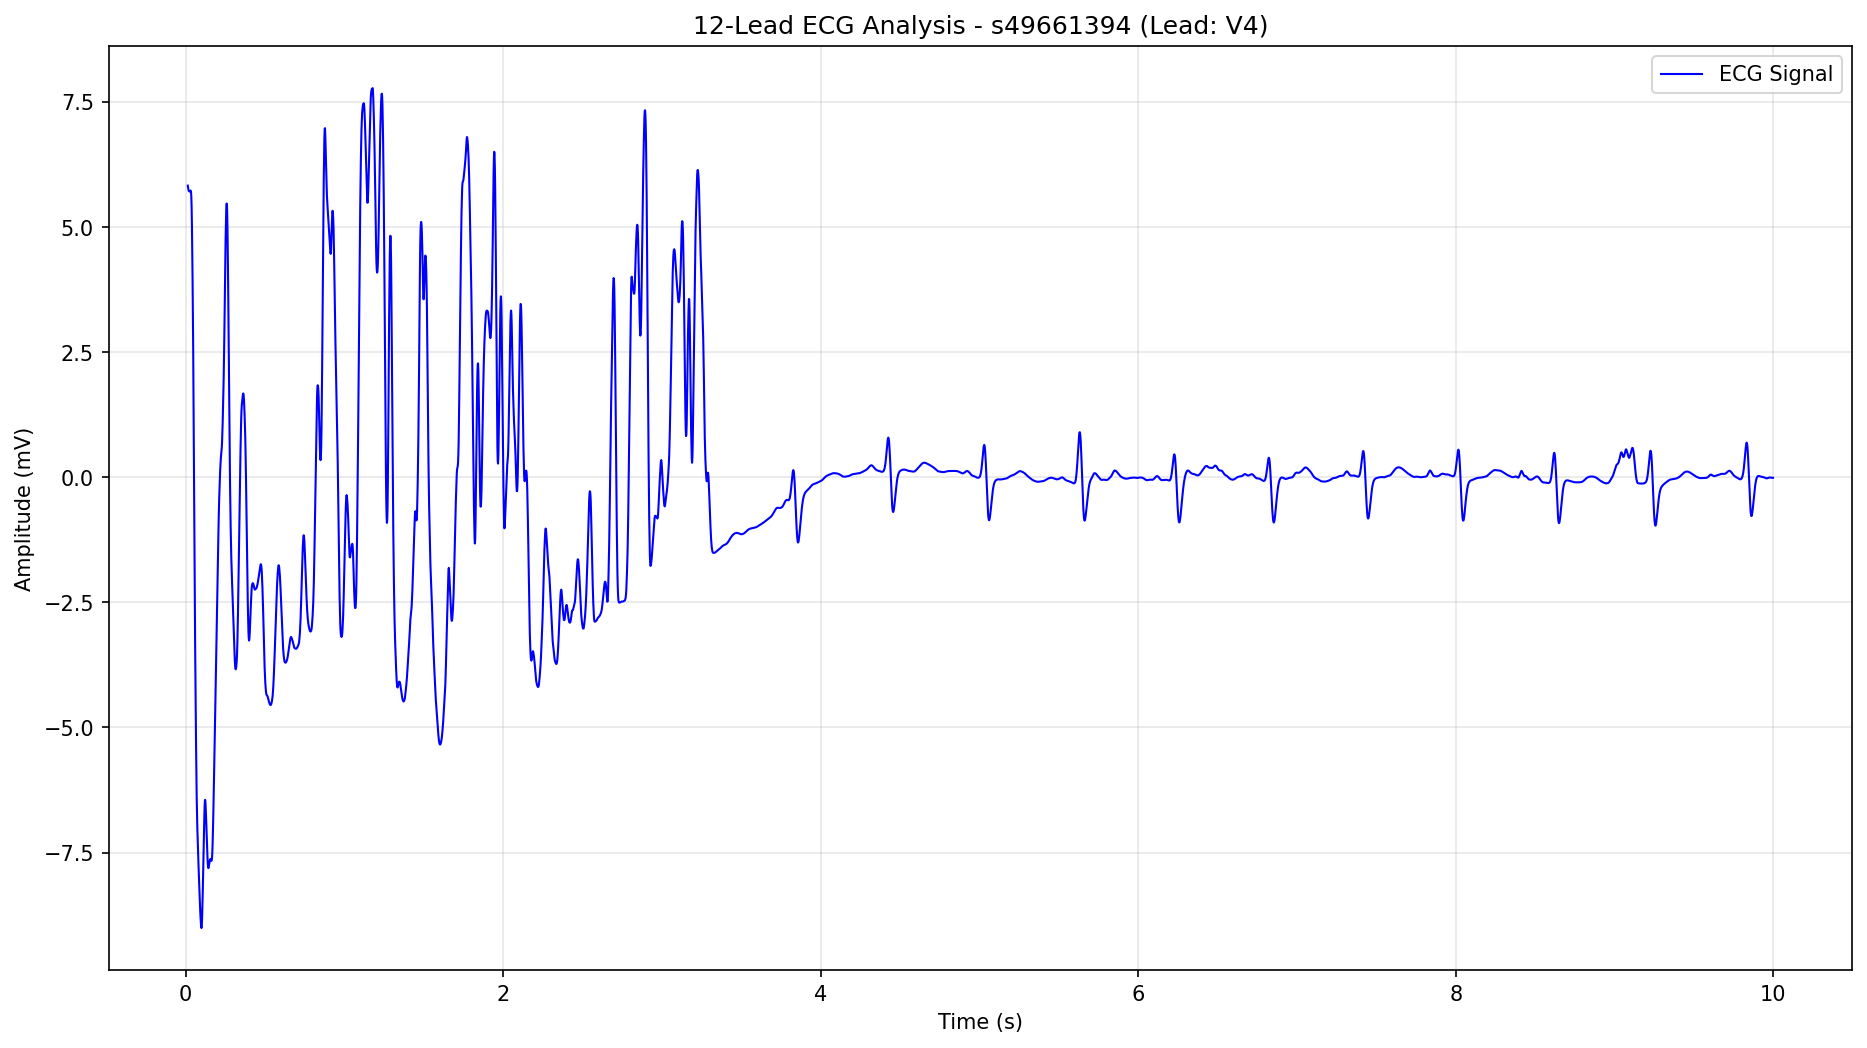 12-Lead ECG Analysis - s49661394 (Lead: V4)
ECG Signal
7.5
5.0
2.5
0.0
−2.5
−5.0
−7.5
Amplitude (mV)
0 2 4 6 8 10
Time (s)